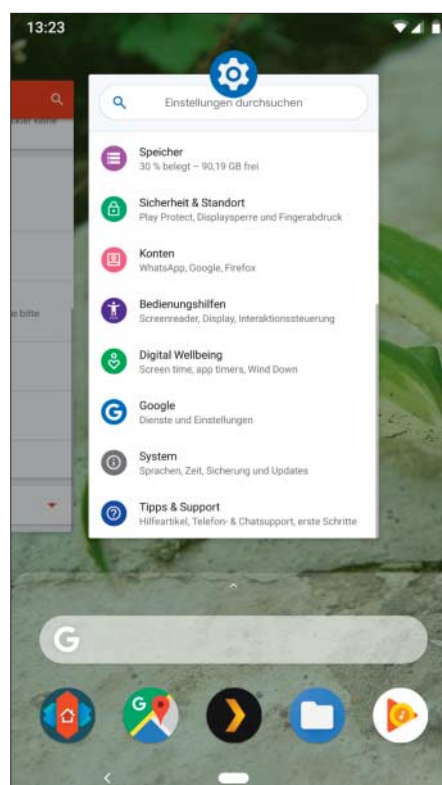 13:23
Einstellungen durchsuchen
Speicher
30 % belegt – 90,19 GB frei
Sicherheit & Standort
Play Protect, Displaysperre und Fingerabdruck
Konten
WhatsApp, Google, Firefox
e bitte
Bedienungshilfen
Screenreader, Display, Interaktionssteuerung
Digital Wellbeing
Screen time, app timers, Wind Down
Google
Dienste und Einstellungen
System
Sprachen, Zeit, Sicherung und Updates
Tipps & Support
Hilfeartikel, Telefon- & Chatsupport, erste Schritte